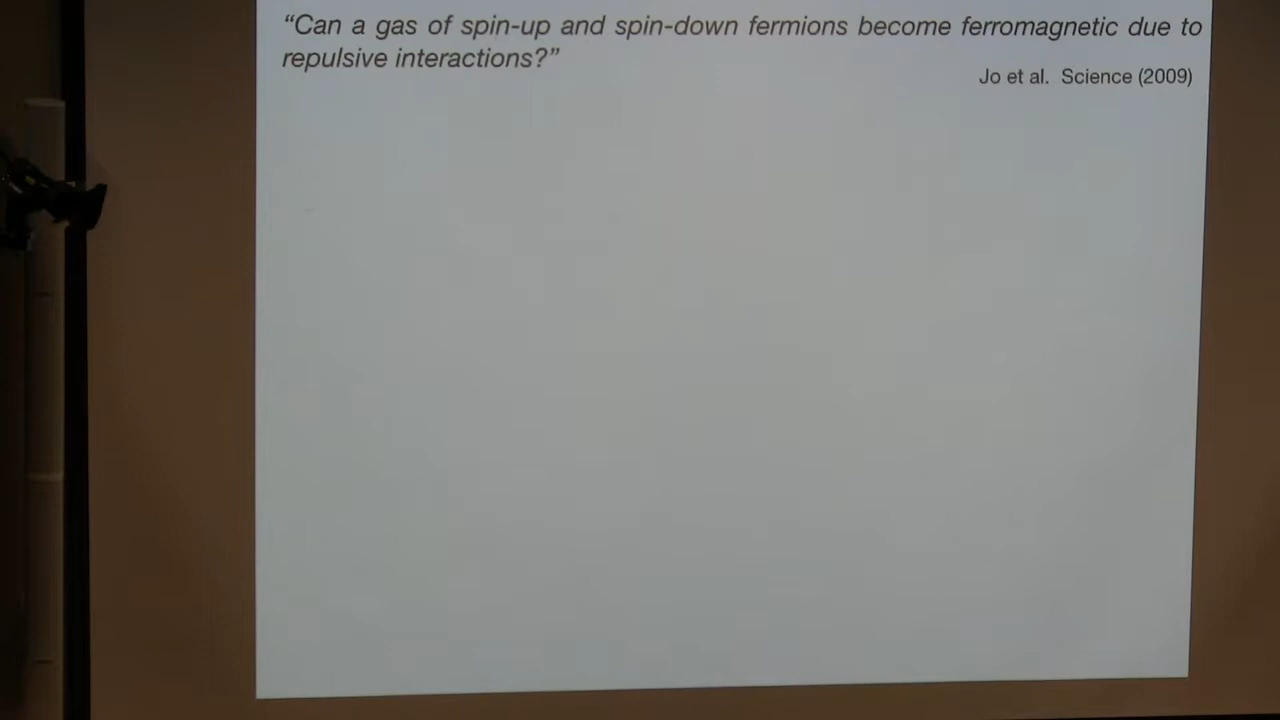 “Can a gas of spin-up and spin-down fermions become ferromagnetic due to
repulsive interactions?”
Jo et al. Science (2009)